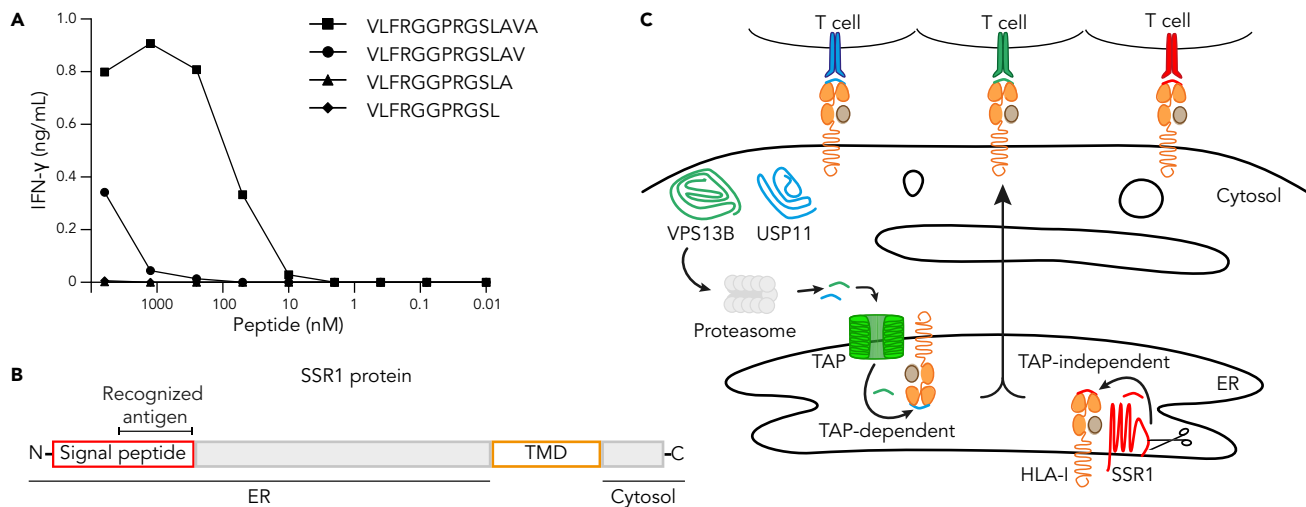 A
IFN-γ (ng/mL)
1.0
0.8
0.6
0.4
0.2
0
1000 100 10 1 0.1 0.01
Peptide (nM)
VLFRGGPRGSLAVA
VLFRGGPRGSLAV
VLFRGGPRGSLA
VLFRGGPRGSL
B
SSR1 protein
Recognized
antigen
N Signal peptide TMD C
ER Cytosol
C
T cell T cell T cell
Cytosol
VPS13B USP11
Proteasome
TAP
TAP-dependent
TAP-independent
ER
HLA-I SSR1